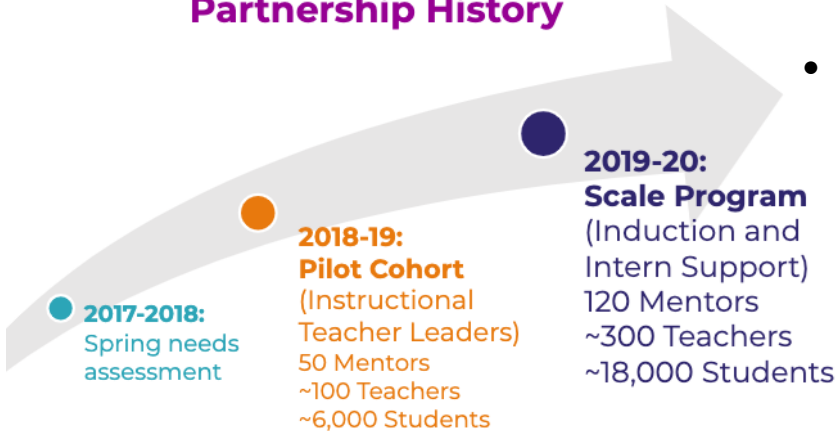 Partnership History
2017-2018:
Spring needs
assessment
2018-19:
Pilot Cohort
(Instructional
Teacher Leaders)
50 Mentors
~100 Teachers
~6,000 Students
2019-20:
Scale Program
(Induction and
Intern Support)
120 Mentors
~300 Teachers
~18,000 Students